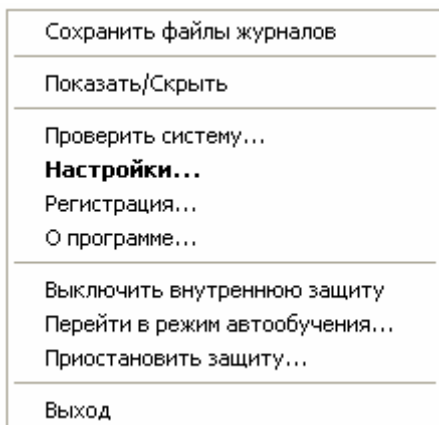 Сохранить файлы журналов
Показать/Скрыть
Проверить систему...
Настройки...
Регистрация...
О программе...
Выключить внутреннюю защиту
Перейти в режим автообучения...
Приостановить защиту...
Выход